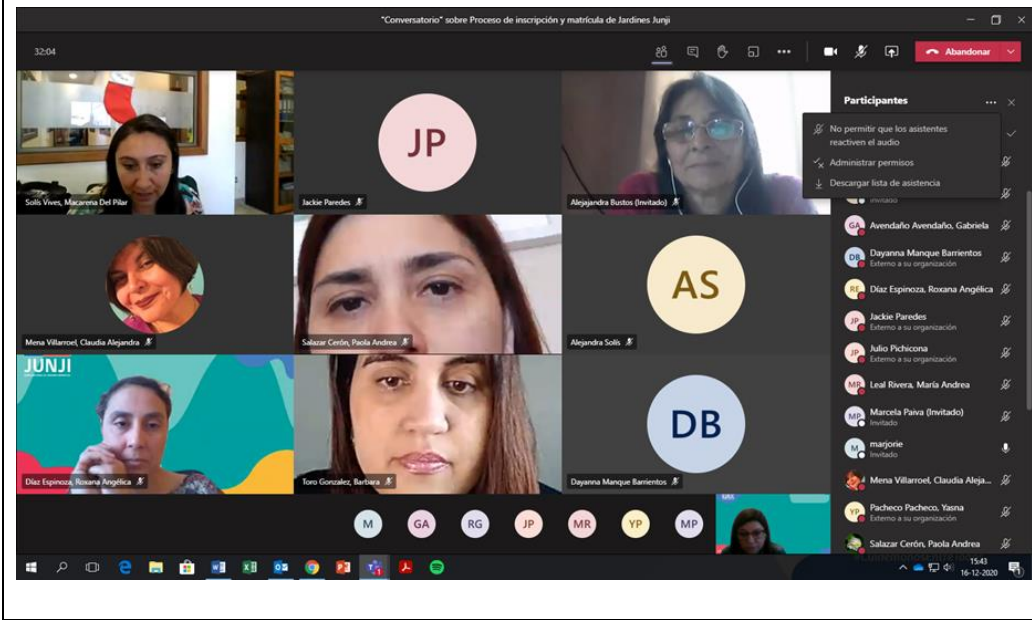 "Conversatorio" sobre Proceso de inscripción y matrícula de Jardines Junji
32:04
Abandonar
Solís Vives, Macarena Del Pilar
JP
Jackie Paredes
Alejajandra Bustos (Invitado)
Mena Villarroel, Claudia Alejandra
Salazar Cerón, Paola Andrea
AS
Alejandra Solís
JUNJI
Díaz Espinoza, Roxana Angélica
Toro Gonzalez, Barbara
DB
Dayanna Manque Barrientos
M
GA
RG
JP
MR
YP
MP
Participantes
No permitir que los asistentes
reactiven el audio
Administrar permisos
Descargar lista de asistencia
Invitado
GA
Avendaño Avendaño, Gabriela
DB
Dayanna Manque Barrientos
Externo a su organización
RE
Díaz Espinoza, Roxana Angélica
JP
Jackie Paredes
Externo a su organización
JP
Julio Pichicona
Externo a su organización
MR
Leal Rivera, María Andrea
MP
Marcela Paiva (Invitado)
Invitado
M
marjorie
Invitado
Mena Villarroel, Claudia Aleja...
YP
Pacheco Pacheco, Yasna
Externo a su organización
Salazar Cerón, Paola Andrea
15:43
16-12-2020